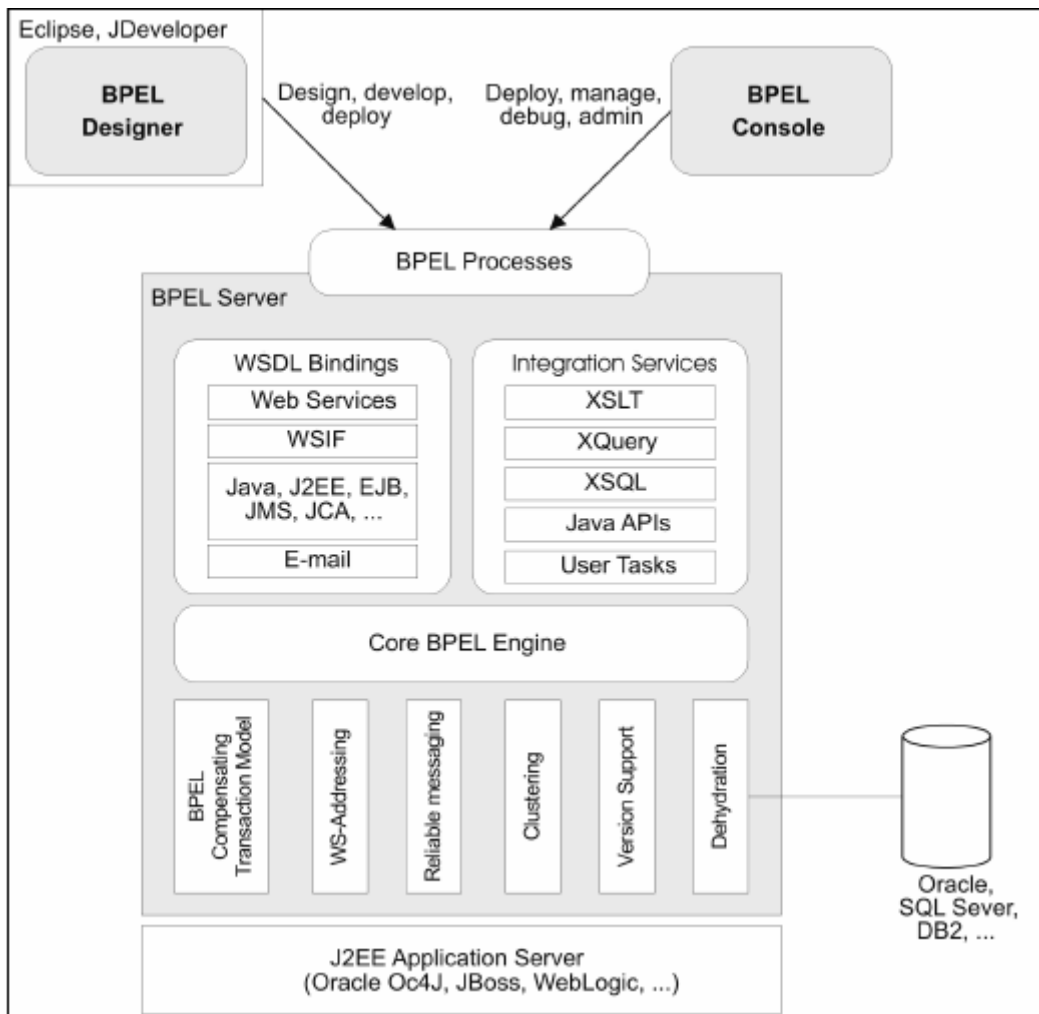 Eclipse, JDeveloper
BPEL
Designer
Design, develop,
deploy
Deploy, manage,
debug, admin
BPEL
Console
BPEL Processes
BPEL Server
WSDL Bindings
Web Services
WSIF
Java, J2EE, EJB,
JMS, JCA, ...
E-mail
Integration Services
XSLT
XQuery
XSQL
Java APIs
User Tasks
Core BPEL Engine
BPEL
Compensating
Transaction Model
WS-Addressing
Reliable messaging
Clustering
Version Support
Dehydration
Oracle,
SQL Sever,
DB2, ...
J2EE Application Server
(Oracle Oc4J, JBoss, WebLogic, ...)